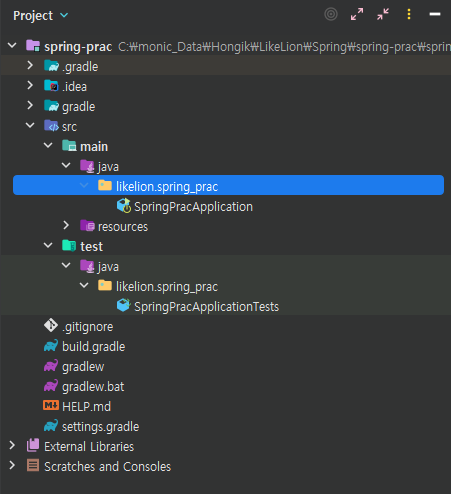 Project
spring-prac C:₩monic_Data₩Hongik₩LikeLion₩Spring₩spring-prac₩sprin
.gradle
.idea
gradle
src
main
java
likelion.spring_prac
SpringPracApplication
resources
test
java
likelion.spring_prac
SpringPracApplicationTests
.gitignore
build.gradle
gradlew
gradlew.bat
HELP.md
settings.gradle
External Libraries
Scratches and Consoles